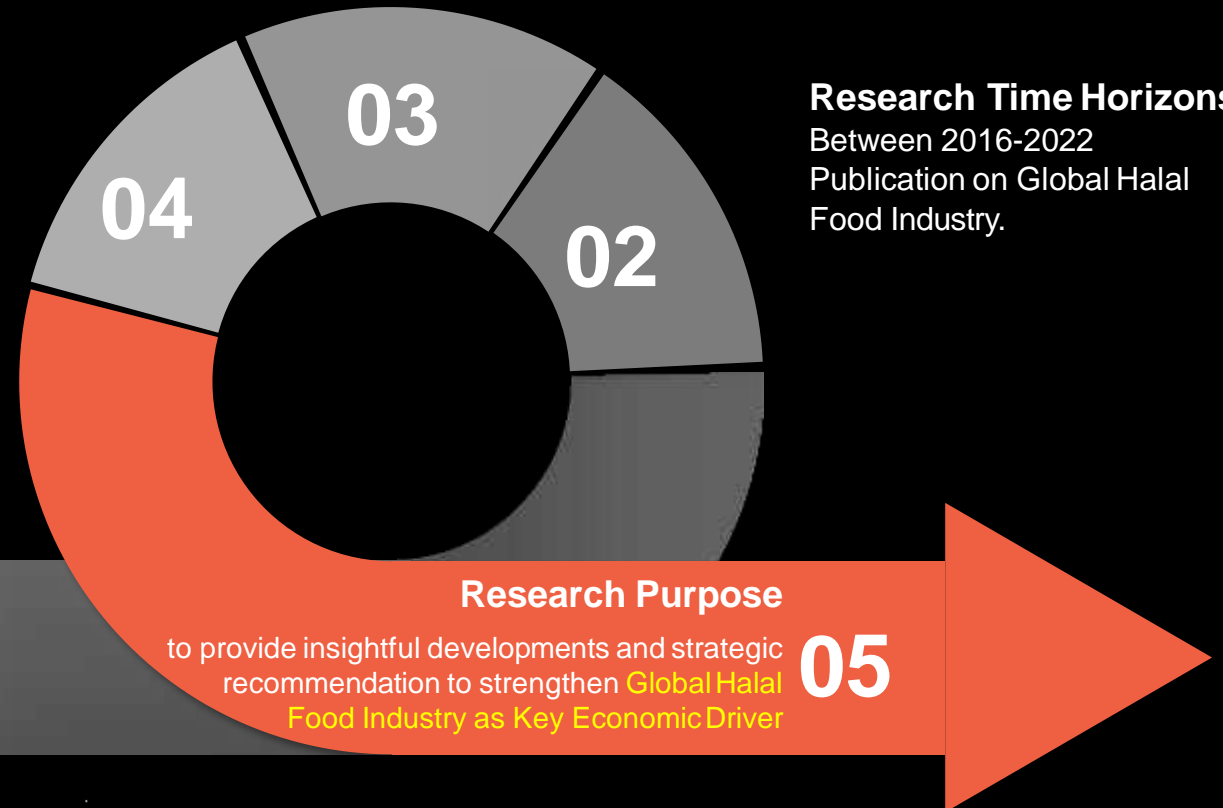 03
04
02
Research Time Horizons
Between 2016-2022
Publication on Global Halal
Food Industry.
Research Purpose
to provide insightful developments and strategic
recommendation to strengthen Global Halal
Food Industry as Key Economic Driver
05